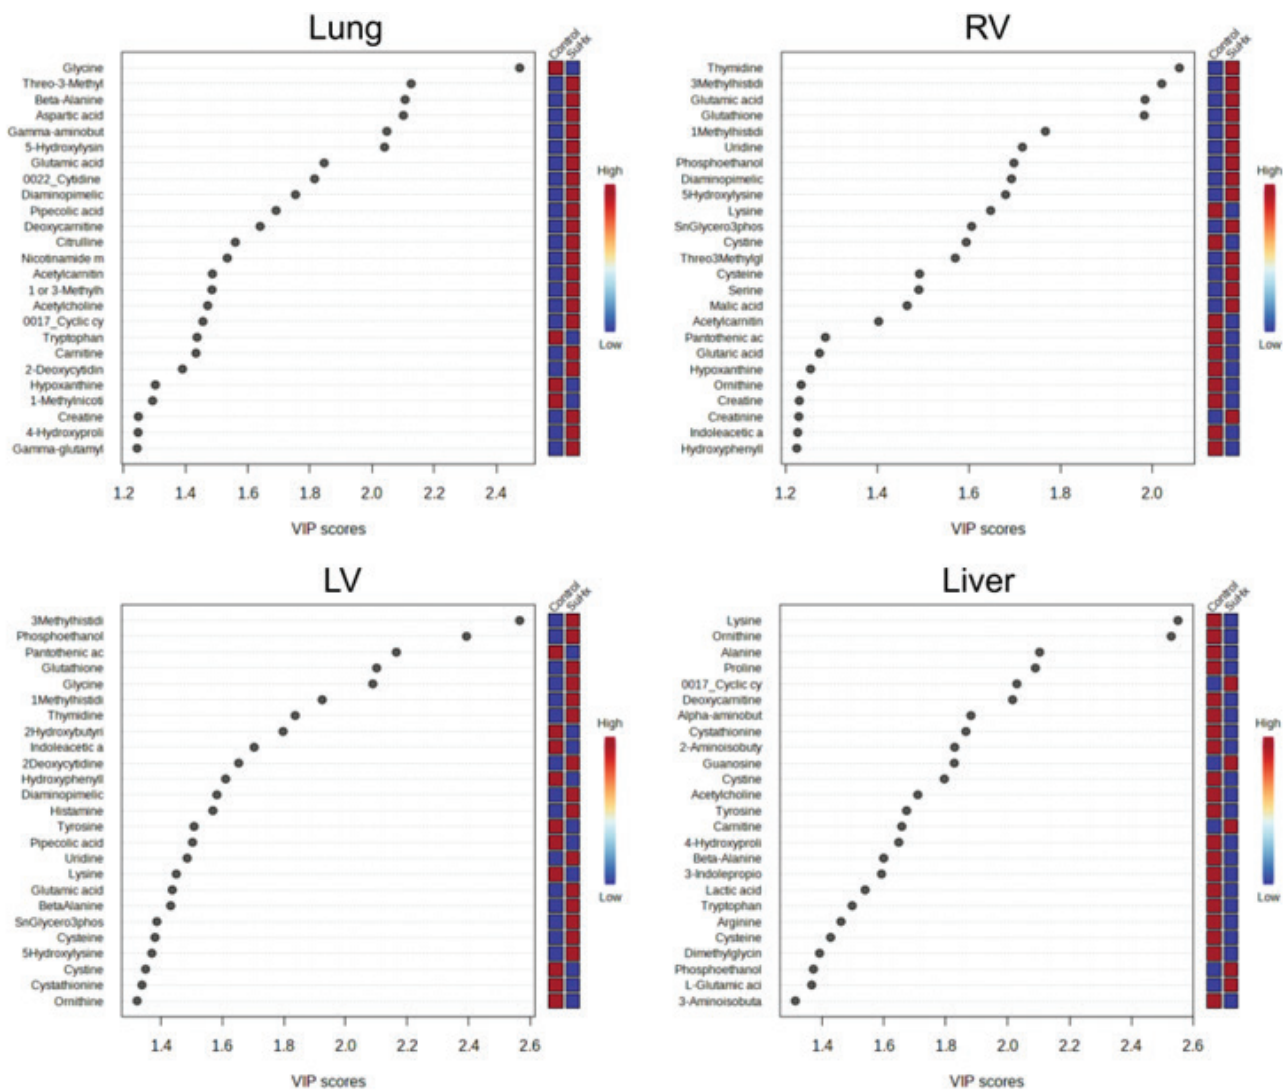 Lung
Control
SuHx
Glycine
Threo-3-Methyl
Beta-Alanine
Aspartic acid
Gamma-aminobut
5-Hydroxylysin
Glutamic acid
0022_Cytidine
Diaminopimelic
Pipecolic acid
Deoxycarnitine
Citrulline
Nicotinamide m
Acetylcarnitin
1 or 3-Methylh
Acetylcholine
0017_Cyclic cy
Tryptophan
Carnitine
2-Deoxycytidin
Hypoxanthine
1-Methylnicoti
Creatine
4-Hydroxyproli
Gamma-glutamyl
High
Low
1.2 1.4 1.6 1.8 2.0 2.2 2.4
VIP scores
RV
Control
SuHx
Thymidine
3Methylhistidi
Glutamic acid
Glutathione
1Methylhistidi
Uridine
Phosphoethanol
Diaminopimelic
5Hydroxylysine
Lysine
SnGlycero3phos
Cystine
Threo3Methylgl
Cysteine
Serine
Malic acid
Acetylcarnitin
Pantothenic ac
Glutaric acid
Hypoxanthine
Ornithine
Creatine
Creatinine
Indoleacetic a
Hydroxyphenyll
High
Low
1.2 1.4 1.6 1.8 2.0
VIP scores
LV
Control
SuHx
3Methylhistidi
Phosphoethanol
Pantothenic ac
Glutathione
Glycine
1Methylhistidi
Thymidine
2Hydroxybutyri
Indoleacetic a
2Deoxycytidine
Hydroxyphenyll
Diaminopimelic
Histamine
Tyrosine
Pipecolic acid
Uridine
Lysine
Glutamic acid
BetaAlanine
SnGlycero3phos
Cysteine
5Hydroxylysine
Cystine
Cystathionine
Ornithine
High
Low
1.4 1.6 1.8 2.0 2.2 2.4 2.6
VIP scores
Liver
Control
SuHx
Lysine
Ornithine
Alanine
Proline
0017_Cyclic cy
Deoxycarnitine
Alpha-aminobut
Cystathionine
2-Aminoisobuty
Guanosine
Cystine
Acetylcholine
Tyrosine
Carnitine
4-Hydroxyproli
Beta-Alanine
3-Indolepropio
Lactic acid
Tryptophan
Arginine
Cysteine
Dimethylglycin
Phosphoethanol
L-Glutamic aci
3-Aminoisobuta
High
Low
1.4 1.6 1.8 2.0 2.2 2.4 2.6
VIP scores